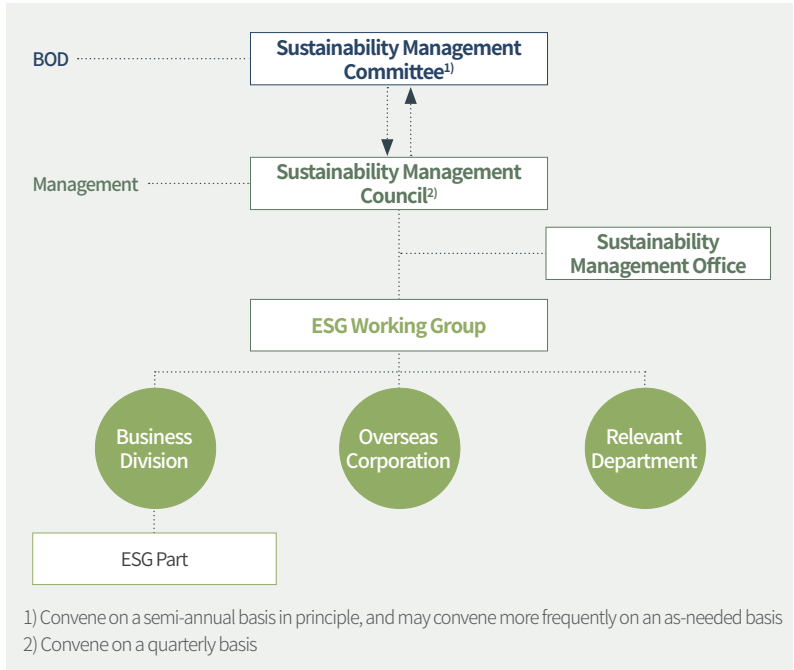 BOD
Sustainability Management
Committee1)
Management
Sustainability Management
Council2)
Sustainability
Management Office
ESG Working Group
Business
Division
Overseas
Corporation
Relevant
Department
ESG Part
1) Convene on a semi-annual basis in principle, and may convene more frequently on an as-needed basis
2) Convene on a quarterly basis